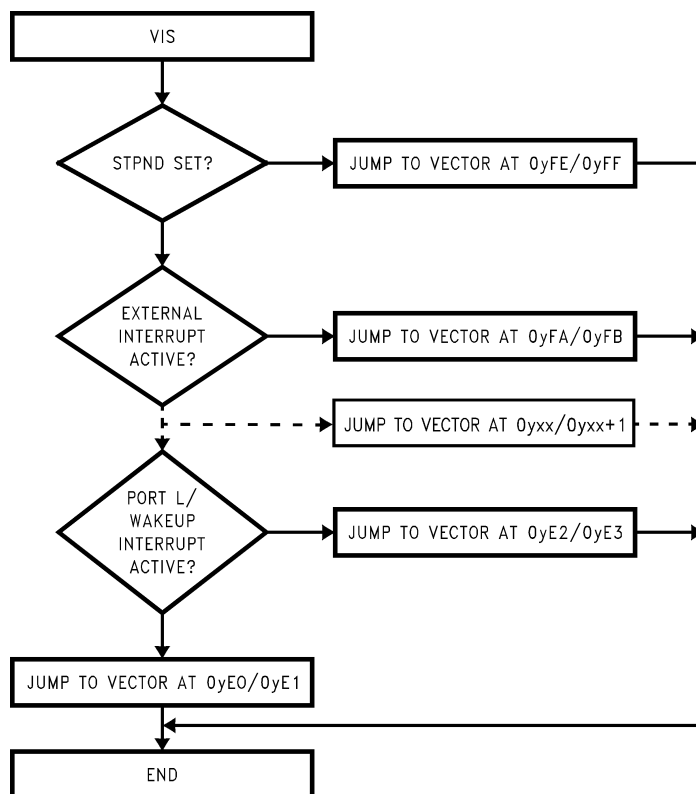 VIS
STPND SET?
JUMP TO VECTOR AT 0yFE/0yFF
EXTERNAL
INTERRUPT
ACTIVE?
JUMP TO VECTOR AT 0yFA/0yFB
JUMP TO VECTOR AT 0yxx/0yxx+1
PORT L/
WAKEUP
INTERRUPT
ACTIVE?
JUMP TO VECTOR AT 0yE2/0yE3
JUMP TO VECTOR AT 0yE0/0yE1
END